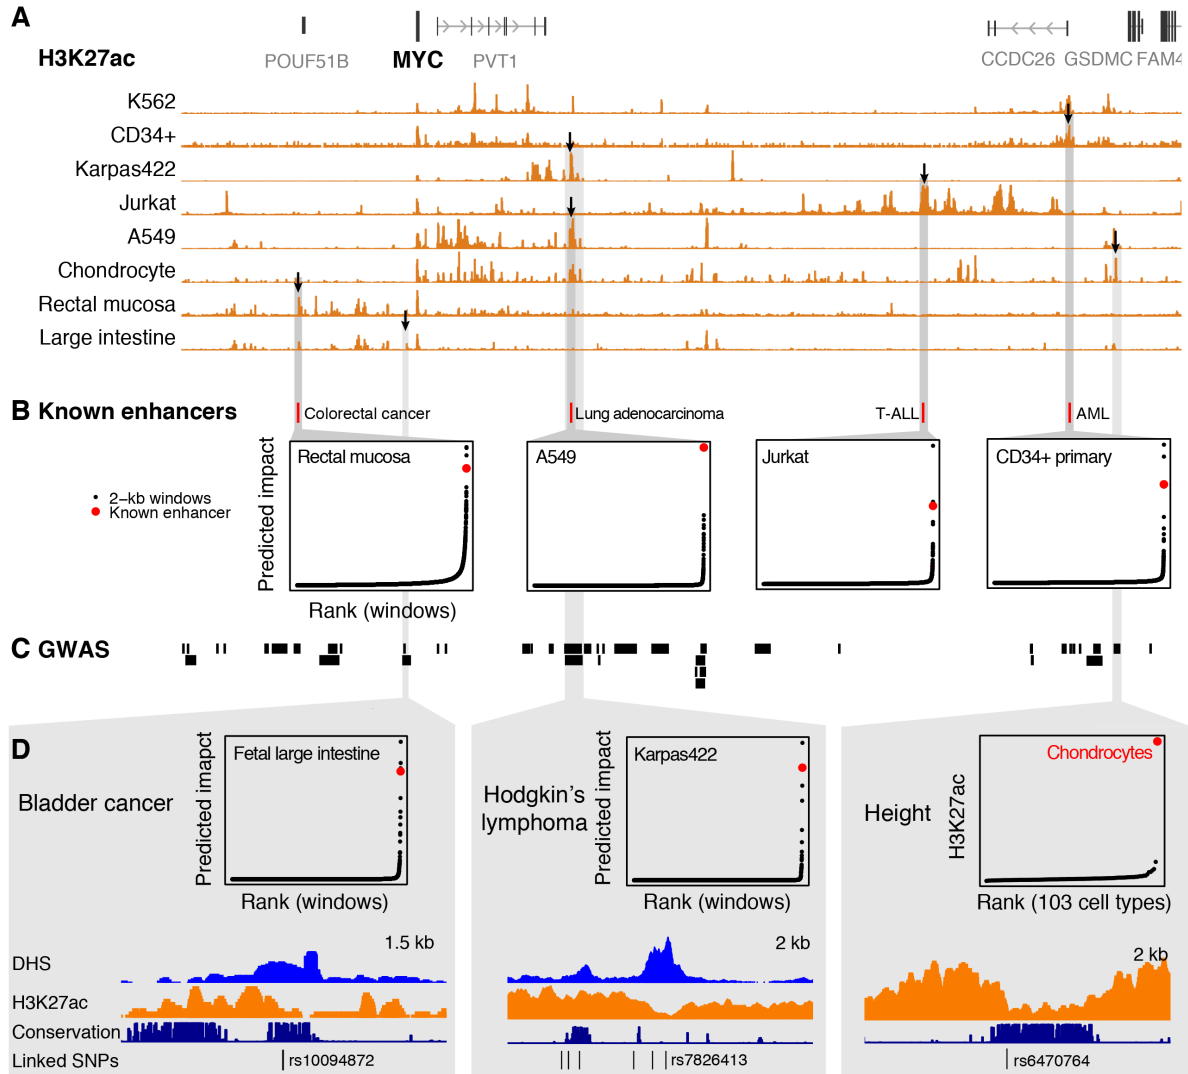 A
H3K27ac
POUF51B
MYC
PVT1
CCDC26
GSDMC
FAM4
K562
CD34+
Karpas422
Jurkat
A549
Chondrocyte
Rectal mucosa
Large intestine
B Known enhancers
Colorectal cancer
Lung adenocarcinoma
T-ALL
AML
2–kb windows
Known enhancer
Predicted impact
Rectal mucosa
Rank (windows)
A549
Jurkat
CD34+ primary
C GWAS
D
Bladder cancer
Predicted imapct
Fetal large intestine
Rank (windows)
Hodgkin's
lymphoma
Predicted impact
Karpas422
Rank (windows)
Height
H3K27ac
Chondrocytes
Rank (103 cell types)
1.5 kb
2 kb
2 kb
DHS
H3K27ac
Conservation
Linked SNPs
rs10094872
rs7826413
rs6470764